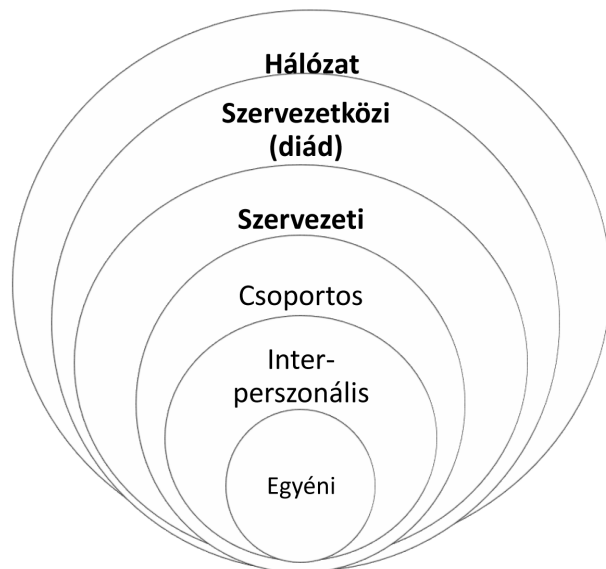 Hálózat
Szervezetközi
(diád)
Szervezeti
Csoportos
Inter-
perszonális
Egyéni